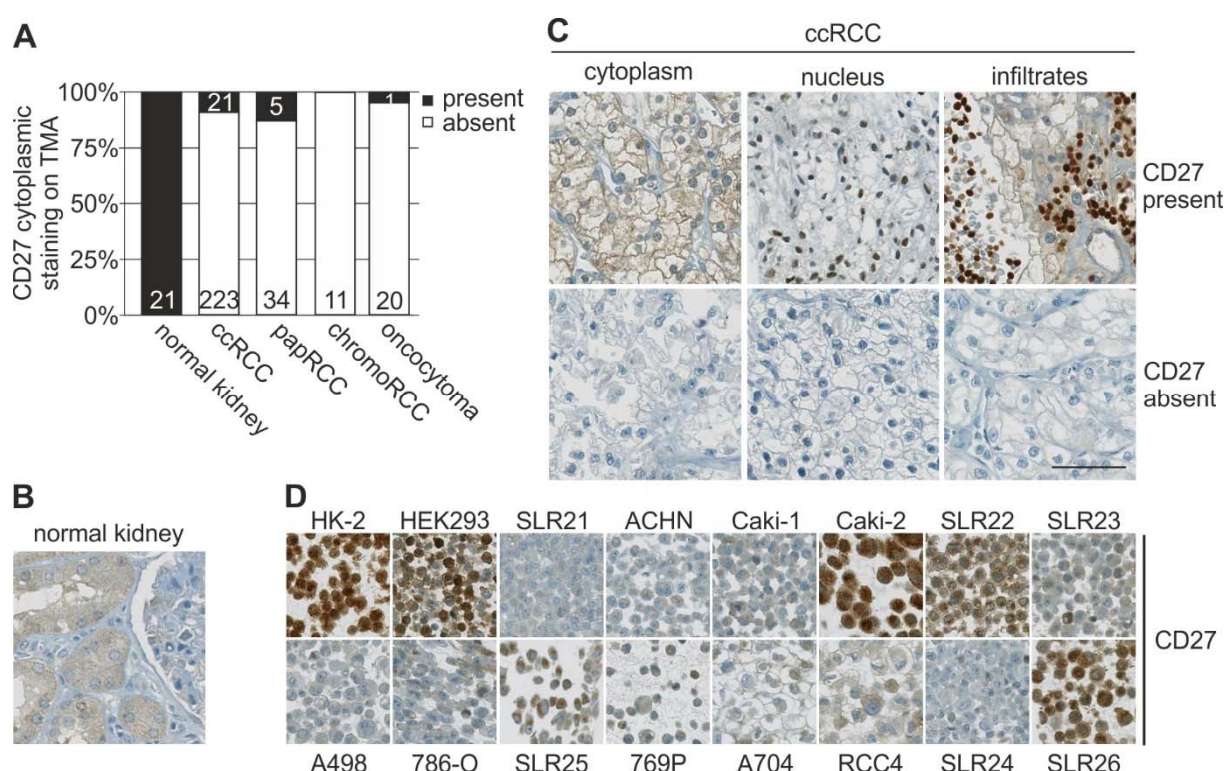 A
CD27 cytoplasmic
staining on TMA
100%
75%
50%
25%
0%
21
21
223
5
34
11
1
20
present
absent
normal kidney
ccRCC
papRCC
chromoRCC
oncocytoma
B
normal kidney
C
ccRCC
cytoplasm nucleus infiltrates
CD27
present
CD27
absent
D
HK-2 HEK293 SLR21 ACHN Caki-1 Caki-2 SLR22 SLR23
CD27
A498 786-O SLR25 769P A704 RCC4 SLR24 SLR26